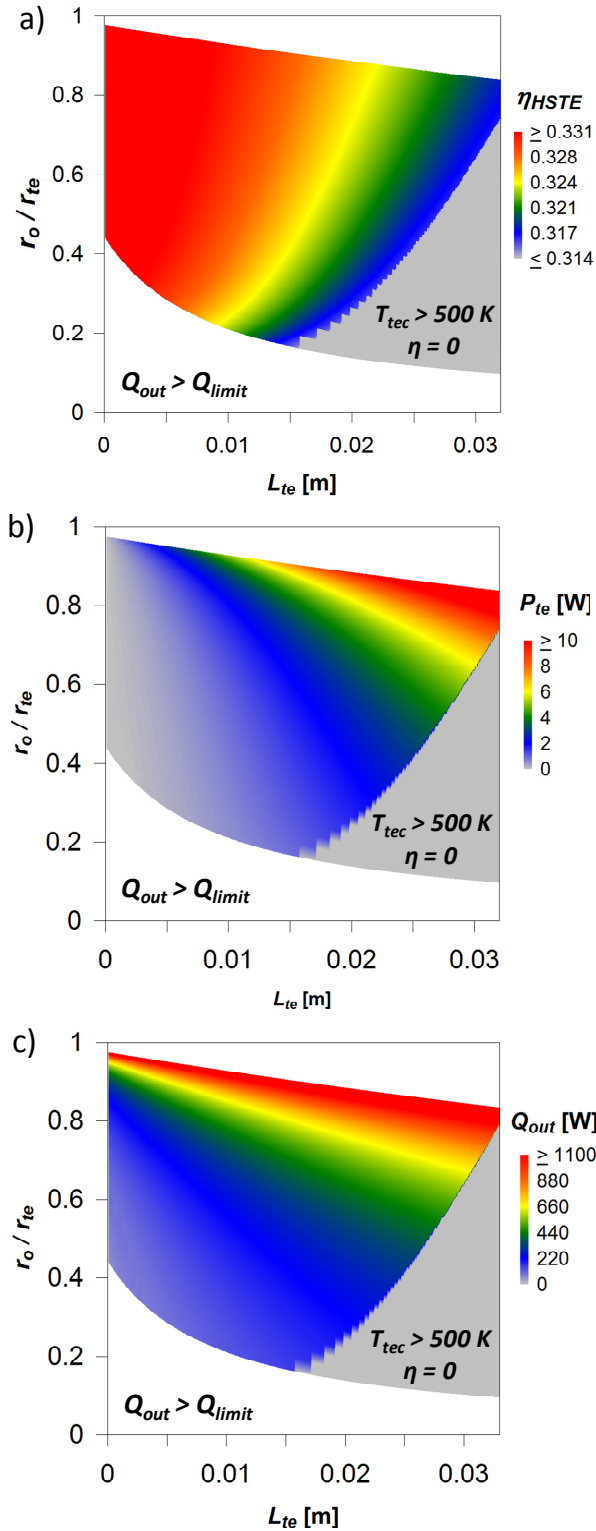 a)
1
0.8
0.6
0.4
0.2
0
r_o / r_te
0
0.01
0.02
0.03
L_te [m]
η_HSTE
≥ 0.331
0.328
0.324
0.321
0.317
≤ 0.314
T_tec > 500 K
η = 0
Q_out > Q_limit
b)
1
0.8
0.6
0.4
0.2
0
r_o / r_te
0
0.01
0.02
0.03
L_te [m]
P_te [W]
≥ 10
8
6
4
2
0
T_tec > 500 K
η = 0
Q_out > Q_limit
c)
1
0.8
0.6
0.4
0.2
0
r_o / r_te
0
0.01
0.02
0.03
L_te [m]
Q_out [W]
≥ 1100
880
660
440
220
0
T_tec > 500 K
η = 0
Q_out > Q_limit